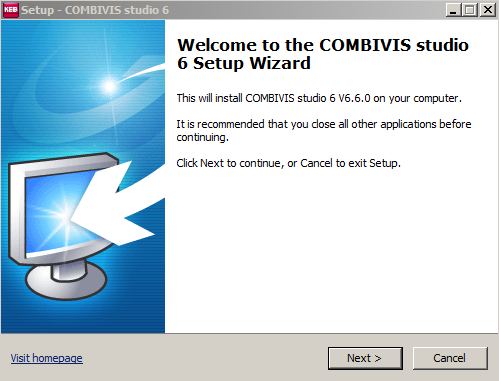 KEB Setup - COMBIVIS studio 6
Welcome to the COMBIVIS studio
6 Setup Wizard
This will install COMBIVIS studio 6 V6.6.0 on your computer.
It is recommended that you close all other applications before
continuing.
Click Next to continue, or Cancel to exit Setup.
Visit homepage
Next >
Cancel